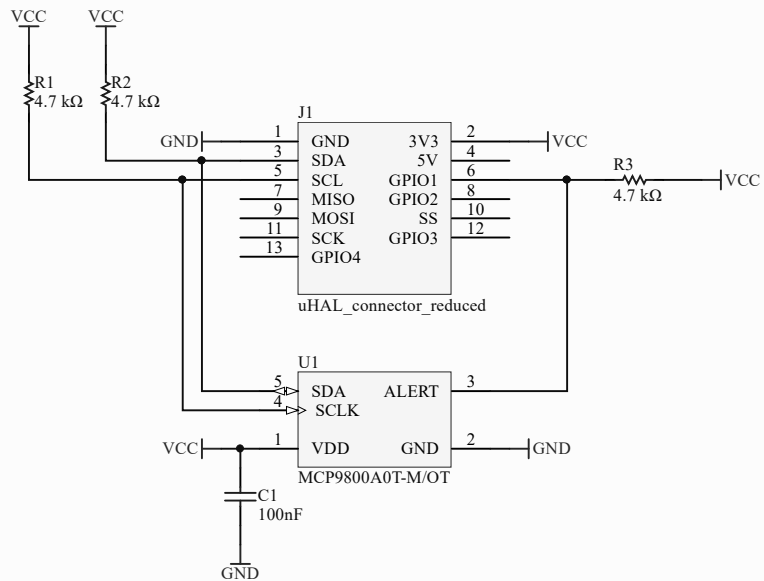 VCC VCC
R1 R2
4.7 kΩ 4.7 kΩ
J1
GND 1 GND 3V3 2 VCC
3 SDA 5V 4
5 SCL GPIO1 6
R3
7 MISO GPIO2 8
4.7 kΩ
VCC
9 MOSI SS 10
11 SCK GPIO3 12
13 GPIO4
uHAL_connector_reduced
U1
5 SDA ALERT 3
4 SCLK
VCC 1 VDD GND 2 GND
MCP9800A0T-M/OT
C1
100nF
GND